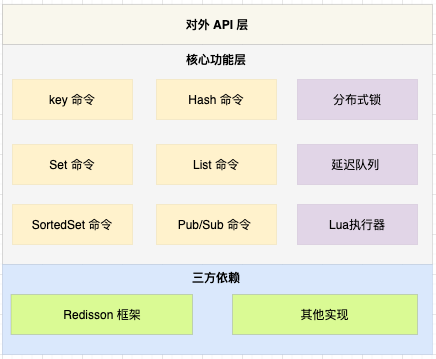 对外 API 层
核心功能层
key 命令
Hash 命令
分布式锁
Set 命令
List 命令
延迟队列
SortedSet 命令
Pub/Sub 命令
Lua执行器
三方依赖
Redisson 框架
其他实现